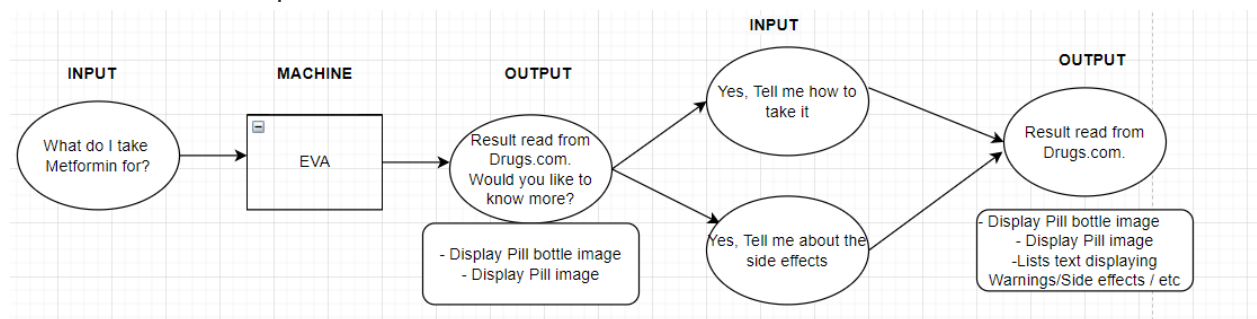 INPUT
What do I take
Metformin for?
MACHINE
EVA
OUTPUT
Result read from
Drugs.com.
Would you like to
know more?
- Display Pill bottle image
- Display Pill image
INPUT
Yes, Tell me how to
take it
Yes, Tell me about the
side effects
OUTPUT
Result read from
Drugs.com.
- Display Pill bottle image
- Display Pill image
-Lists text displaying
Warnings/Side effects / etc